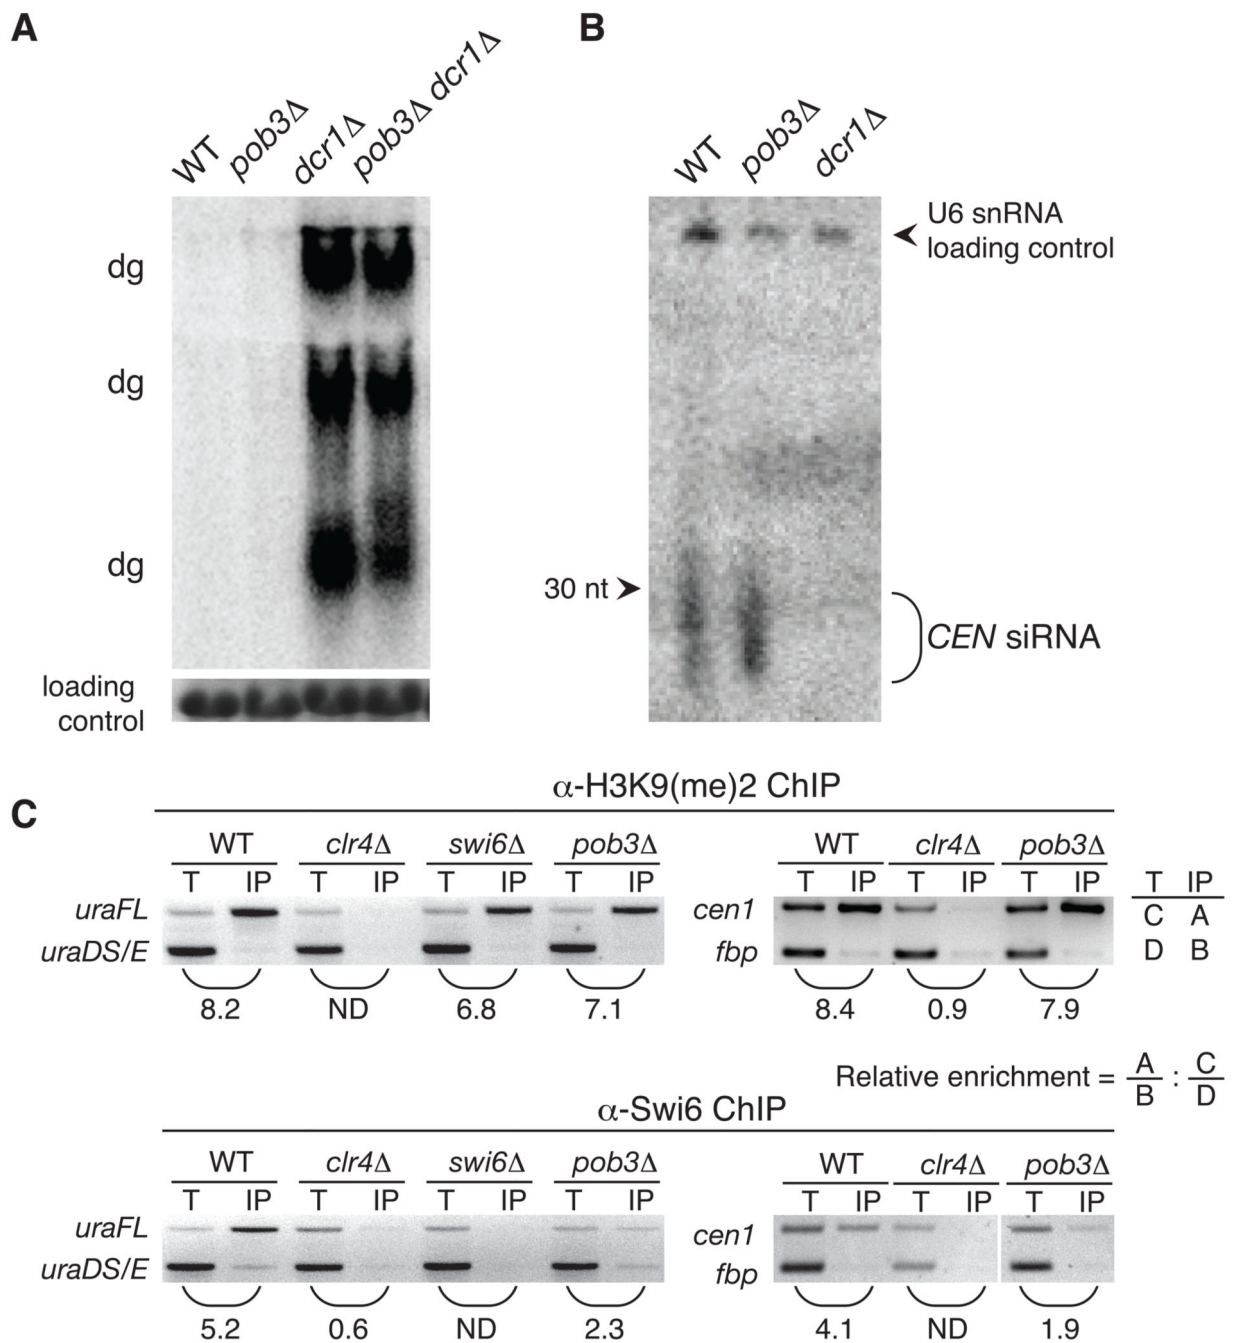 A
B
WT pob3Δ dcr1Δ pob3Δ dcr1Δ
dg
dg
dg
loading
control
WT pob3Δ dcr1Δ
U6 snRNA
loading control
30 nt
CEN siRNA
C
α-H3K9(me)2 ChIP
WT clr4Δ swi6Δ pob3Δ
T IP T IP T IP T IP
uraFL
uraDS/E
8.2 ND 6.8 7.1
WT clr4Δ pob3Δ
T IP T IP T IP
cen1
fbp
8.4 0.9 7.9
T IP
C A
D B
Relative enrichment = A/B : C/D
α-Swi6 ChIP
WT clr4Δ swi6Δ pob3Δ
T IP T IP T IP T IP
uraFL
uraDS/E
5.2 0.6 ND 2.3
WT clr4Δ pob3Δ
T IP T IP T IP
cen1
fbp
4.1 ND 1.9